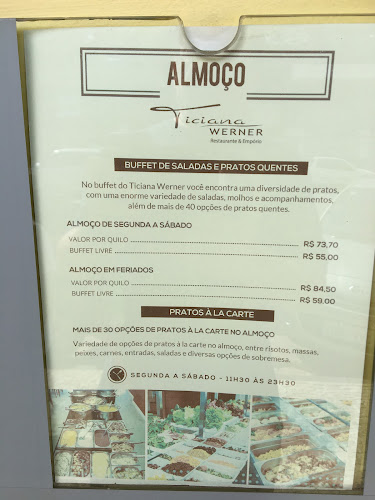 ALMOÇO
Ticiana
WERNER
Restaurante & Empório
BUFFET DE SALADAS E PRATOS QUENTES
No buffet do Ticiana Werner você encontra uma diversidade de pratos,
com uma enorme variedade de saladas, molhos e acompanhamentos,
além de mais de 40 opções de pratos quentes.
ALMOÇO DE SEGUNDA A SÁBADO
VALOR POR QUILO R$ 73,70
BUFFET LIVRE R$ 55,00
ALMOÇO EM FERIADOS
VALOR POR QUILO R$ 84,50
BUFFET LIVRE R$ 59,00
PRATOS À LA CARTE
MAIS DE 30 OPÇÕES DE PRATOS À LA CARTE NO ALMOÇO
Variedade de opções de pratos à la carte no almoço, entre risotos, massas,
peixes, carnes, entradas, saladas e diversas opções de sobremesa.
SEGUNDA A SÁBADO - 11H30 ÀS 23H30